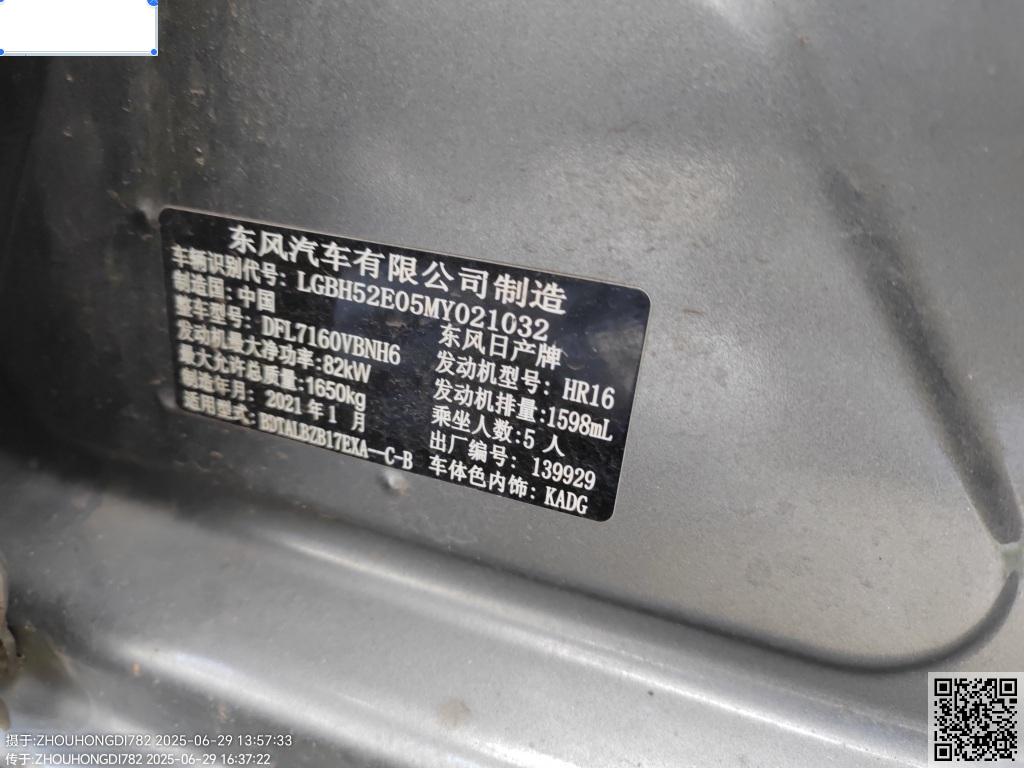 东风汽车有限公司制造
车辆识别代号: LGBH52E05MY021032
制造国: 中国 东风日产牌
整车型号: DFL7160VBNH6 发动机型号: HR16
发动机最大净功率:82kW 发动机排量:1598mL
最大允许总质量:1650kg 乘坐人数:5 人
制造年月: 2021 年 1 月 出厂编号: 139929
适用型式: BDTALBZB17EXA—C-B 车体色内饰: KADG
摄于:ZHOUHONGDI782 2025-06-29 13:57:33
传于:ZHOUHONGDI782 2025-06-29 16:37:22